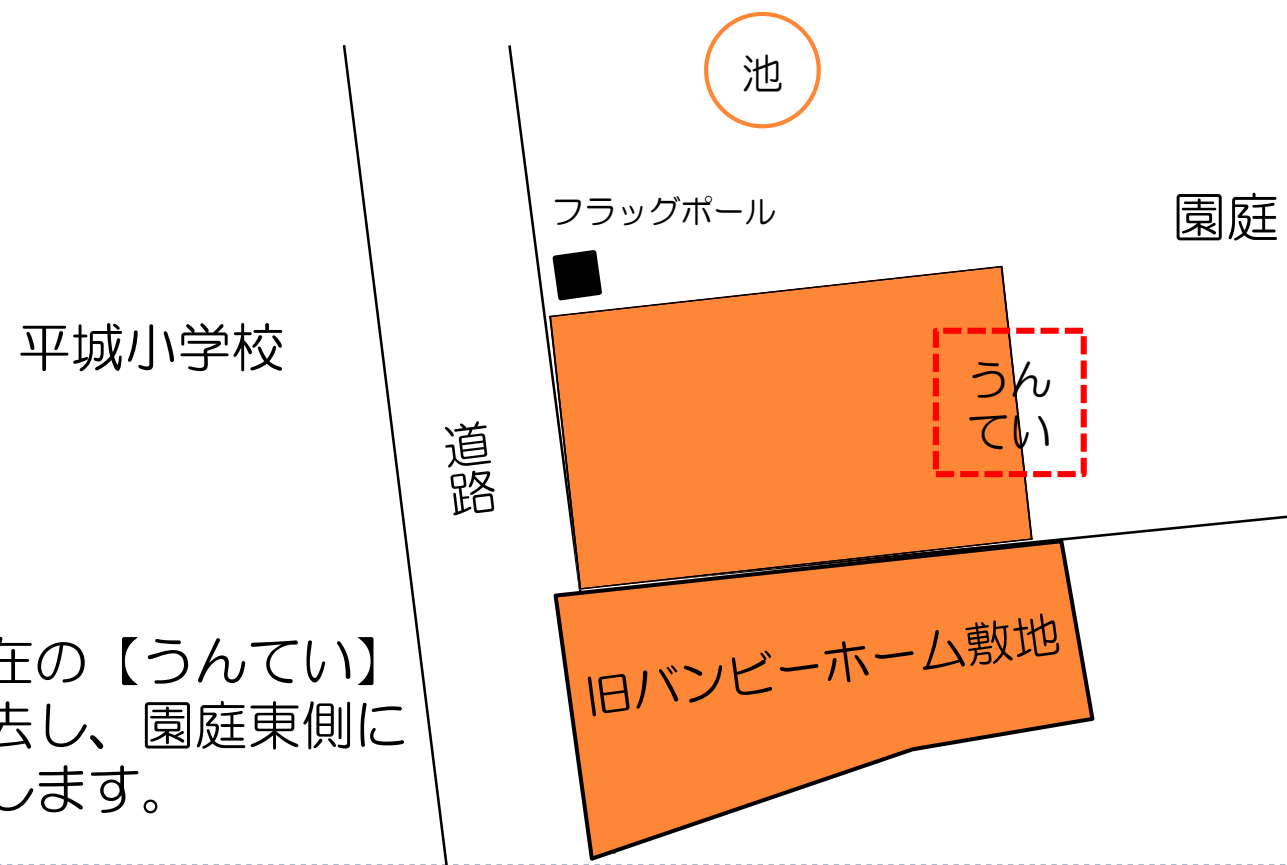 池
フラッグポール
園庭
平城小学校
うん
てい
道路
旧バンビーホーム敷地
在の【うんてい】
去し、園庭東側に
します。